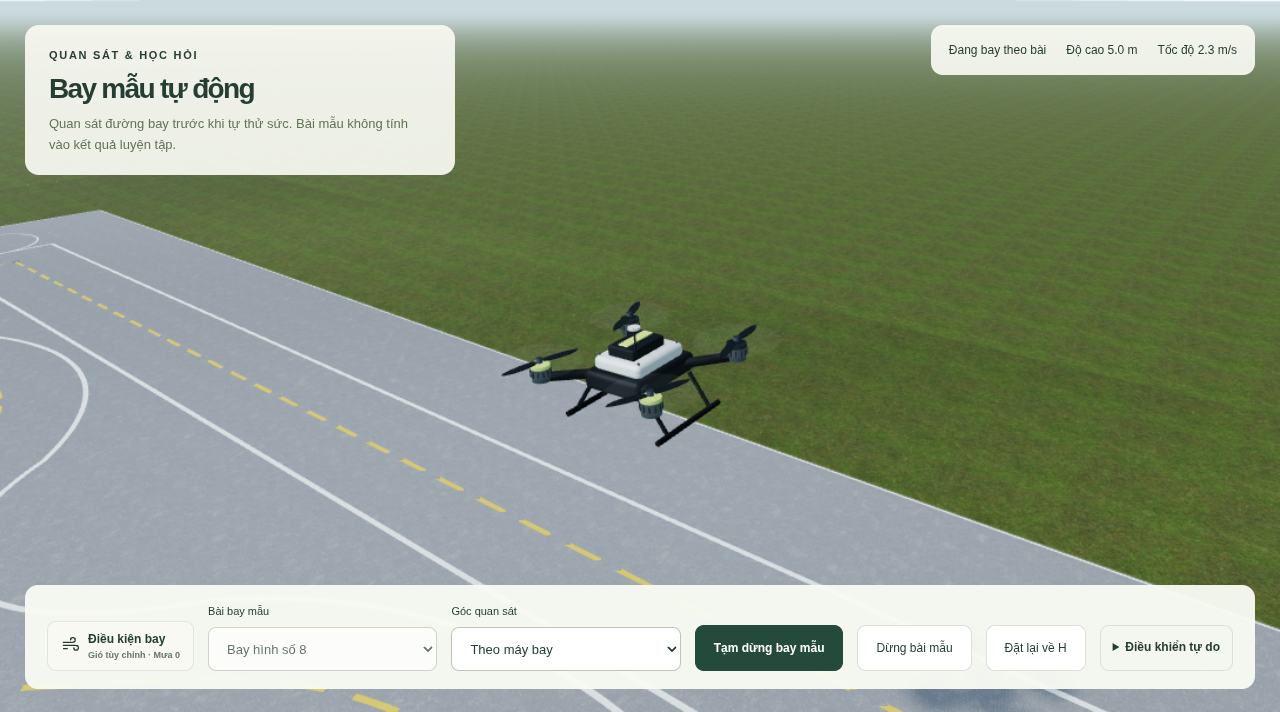 QUAN SÁT & HỌC HỎI
Bay mẫu tự động
Quan sát đường bay trước khi tự thử sức. Bài mẫu không tính
vào kết quả luyện tập.
Đang bay theo bài Độ cao 5.0 m Tốc độ 2.3 m/s
Bài bay mẫu
Góc quan sát
Điều kiện bay
Gió tùy chỉnh · Mưa 0
Bay hình số 8
Theo máy bay
Tạm dừng bay mẫu
Dừng bài mẫu
Đặt lại về H
Điều khiển tự do